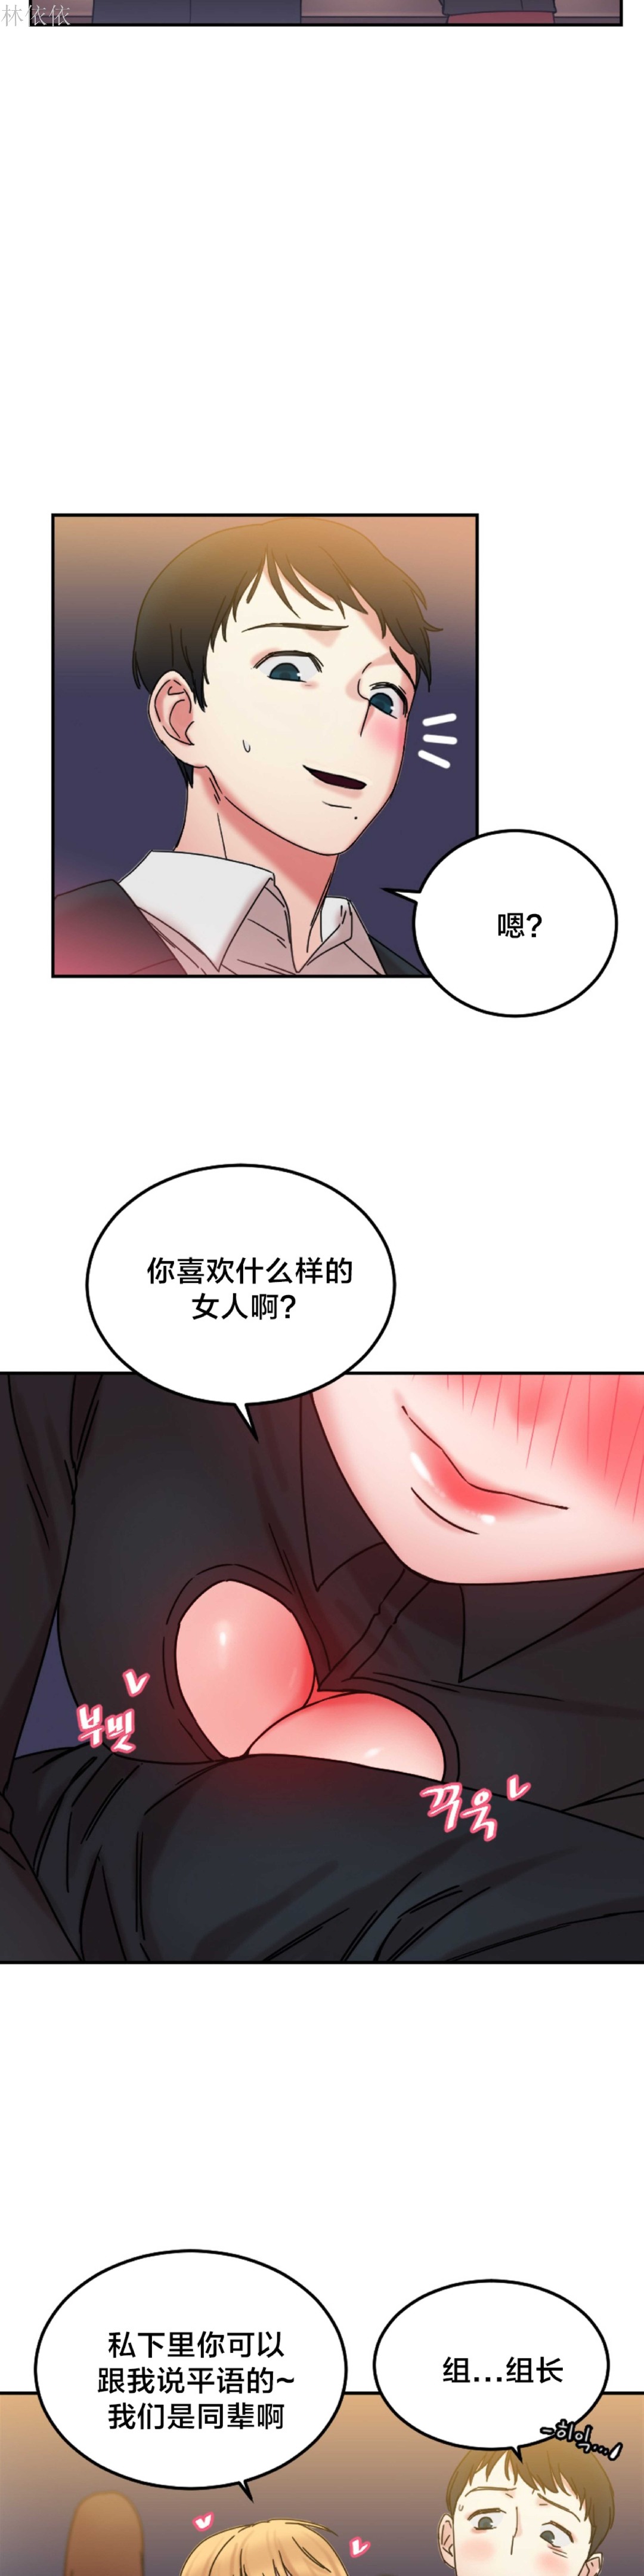 林依依
嗯?
你喜欢什么样的
女人啊?
부빗
꾸욱
私下里你可以
跟我说平语的~
我们是同辈啊
组...组长
-히익...!